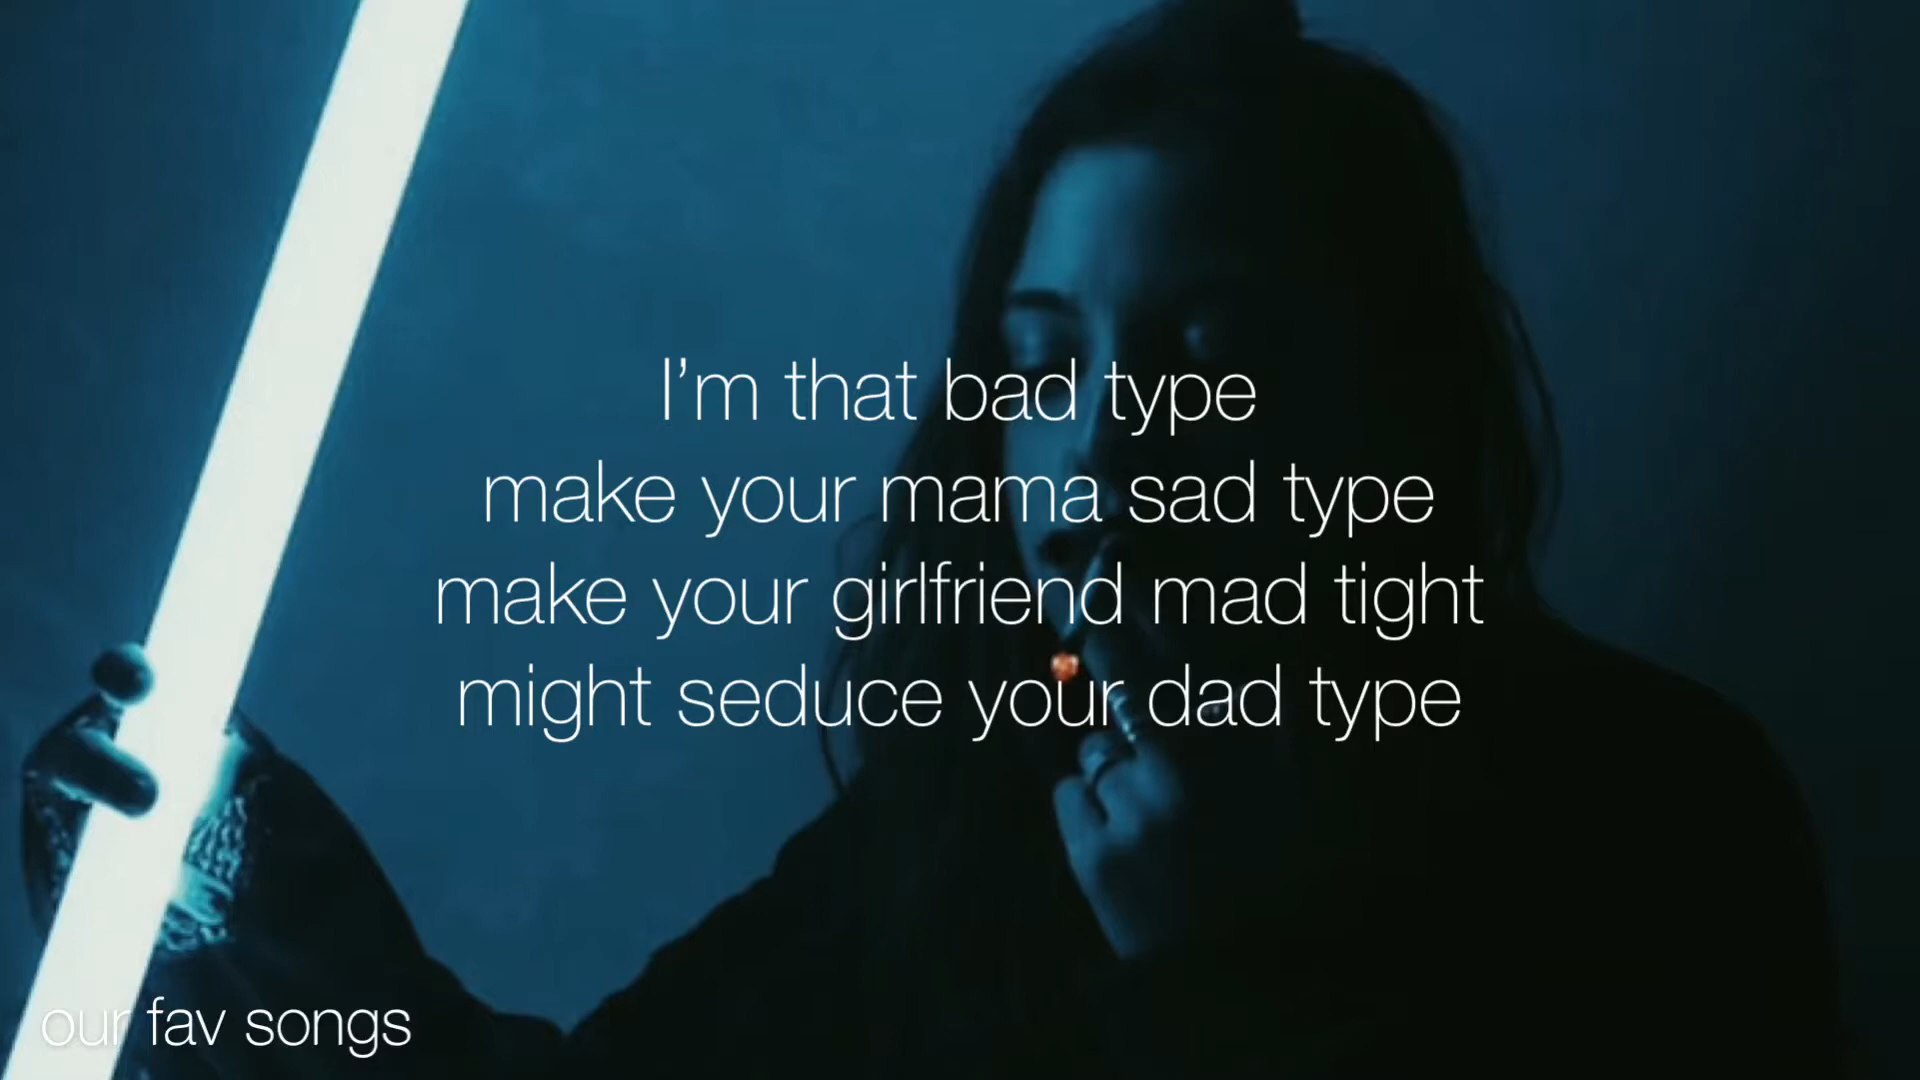 I’m that bad type
make your mama sad type
make your girlfriend mad tight
might seduce your dad type
our fav songs